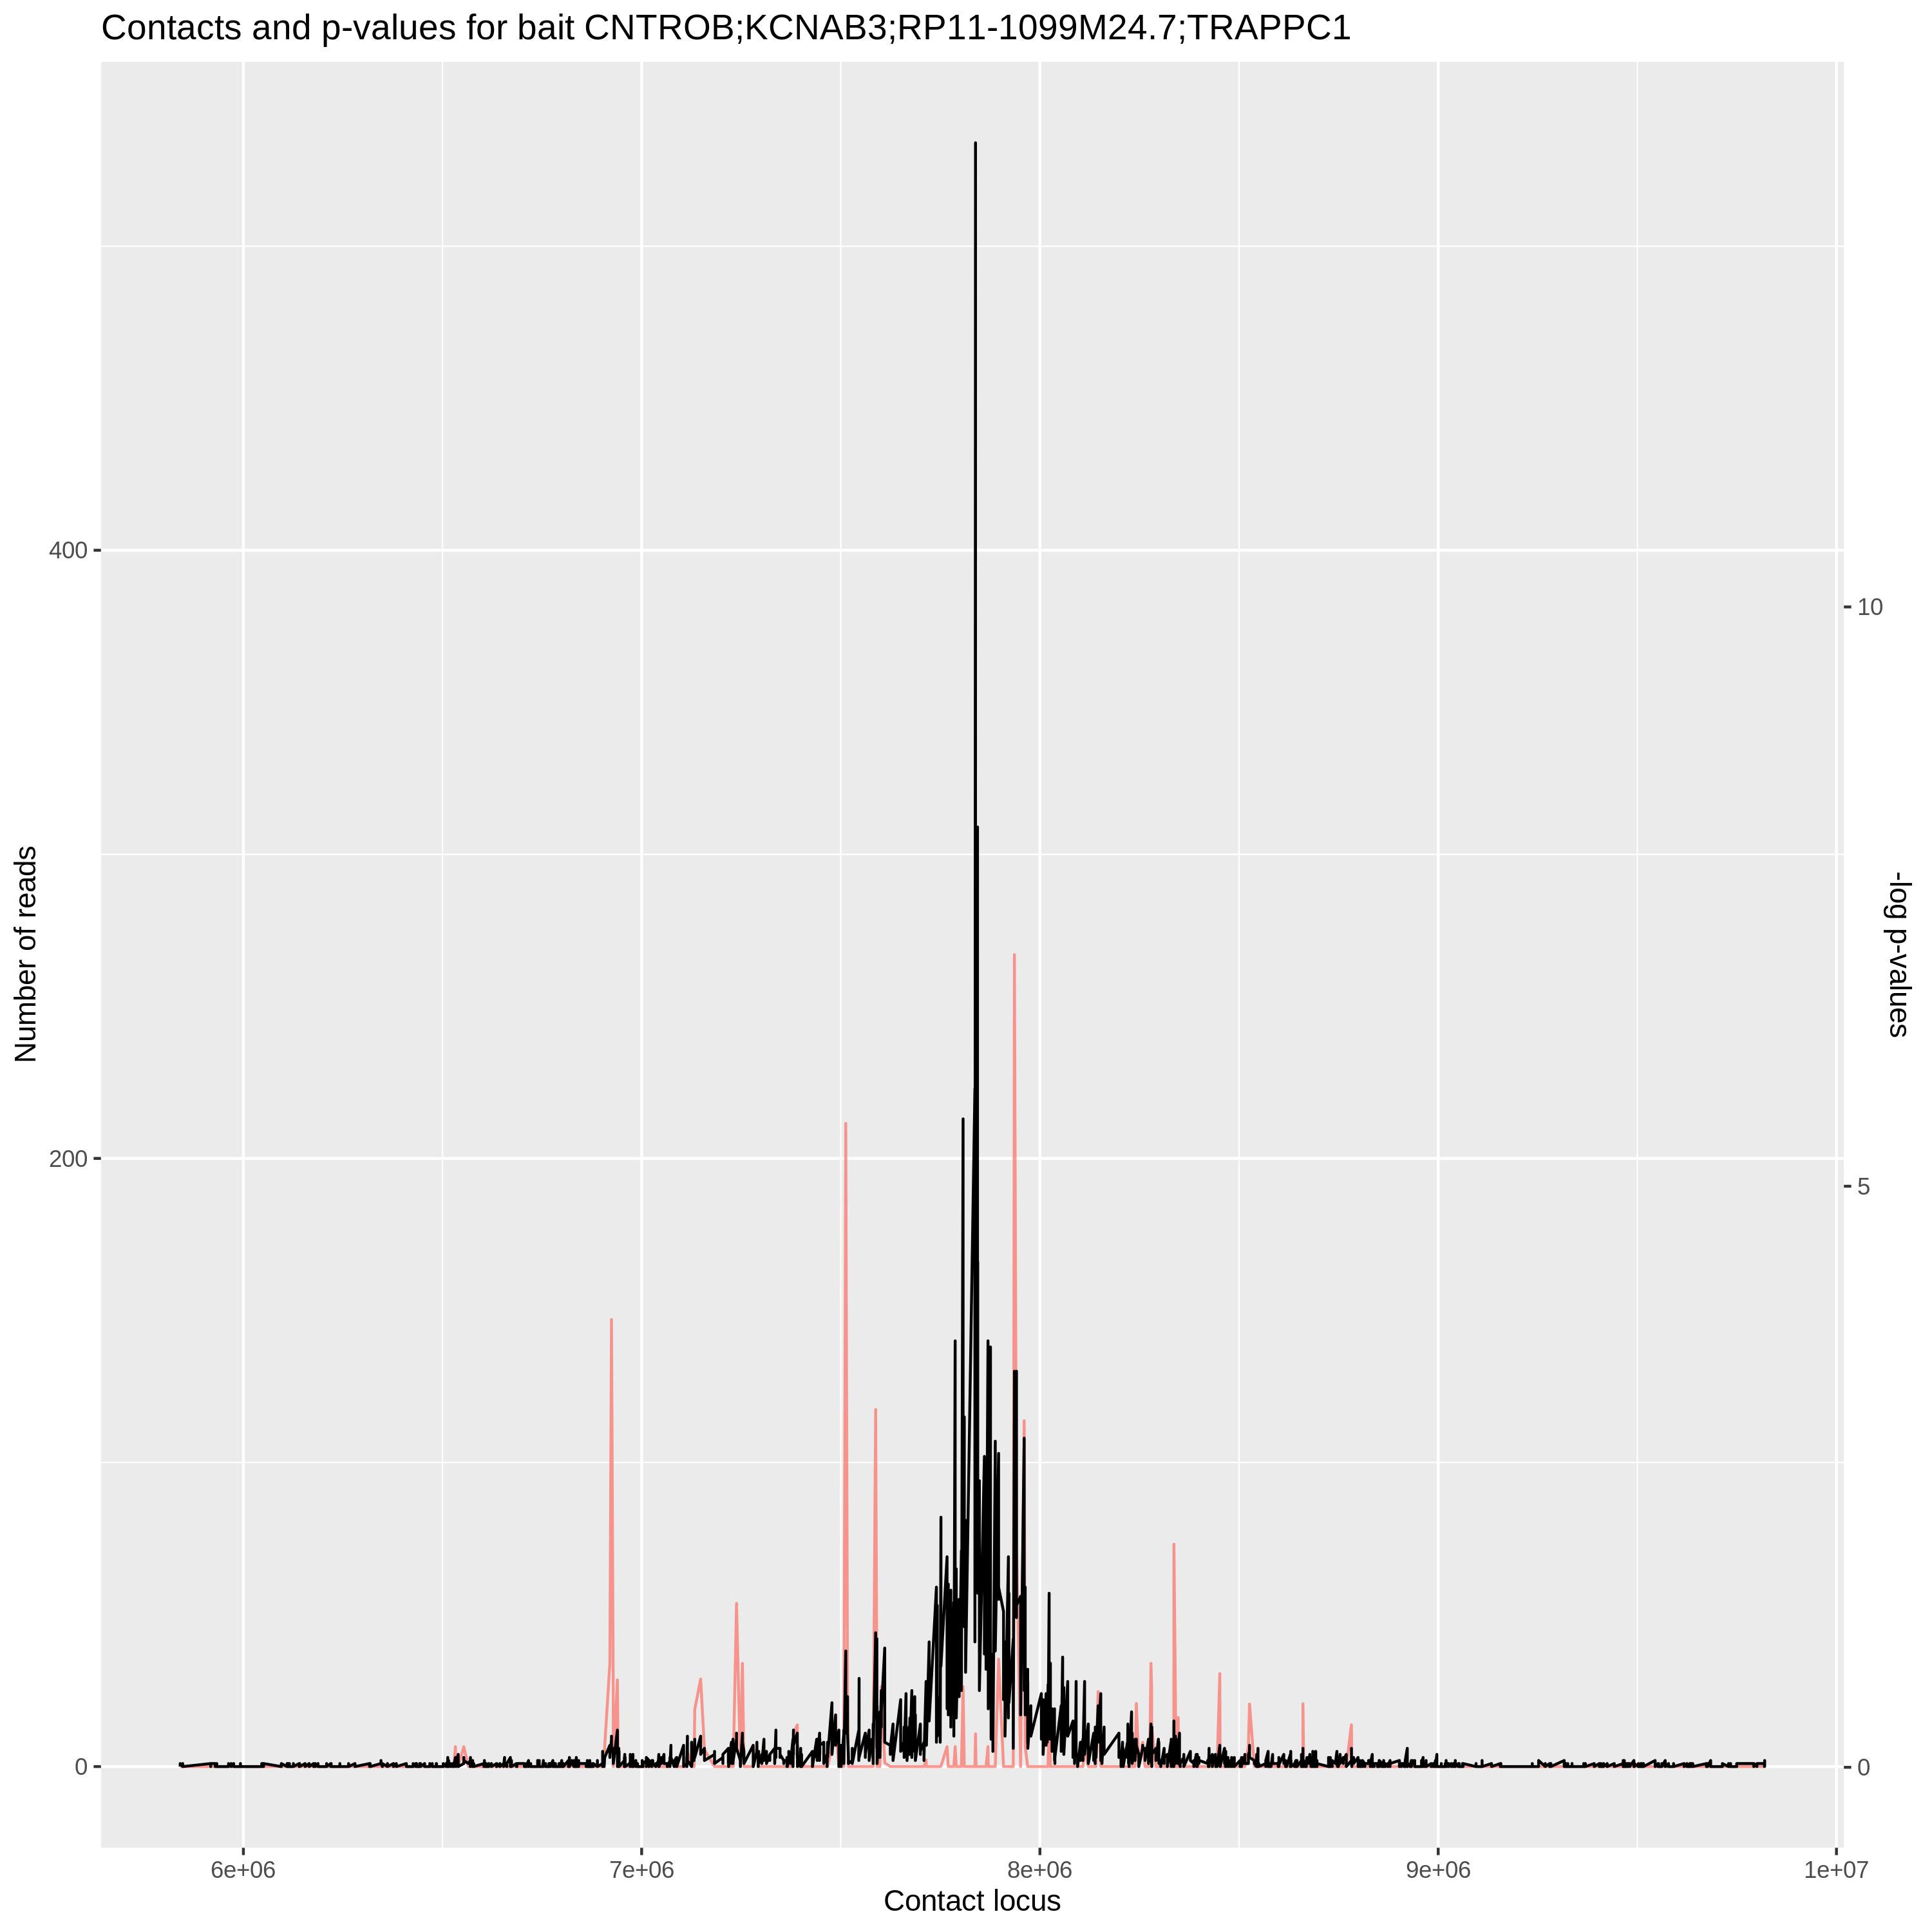 Contacts and p-values for bait CNTROB;KCNAB3;RP11-1099M24.7;TRAPPC1
Number of reads
400
200
0
10
5
0
-log p-values
6e+06
7e+06
8e+06
9e+06
1e+07
Contact locus